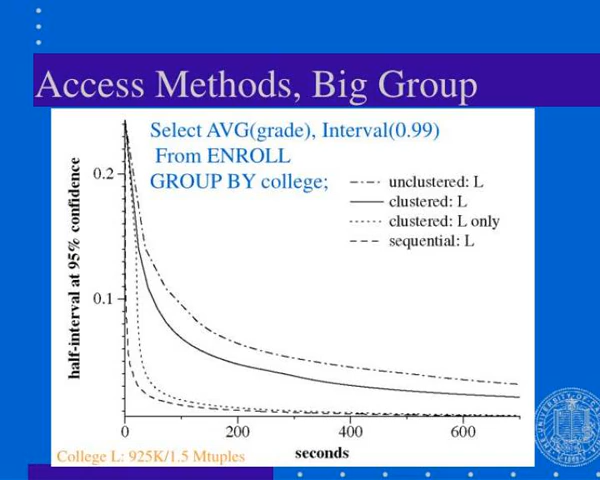 Access Methods, Big Group
Select AVG(grade), Interval(0.99)
From ENROLL
GROUP BY college;
unclustered: L
clustered: L
clustered: L only
sequential: L
half-interval at 95% confidence
0.2
0.1
0
200
400
600
seconds
College L: 925K/1.5 Mtuples